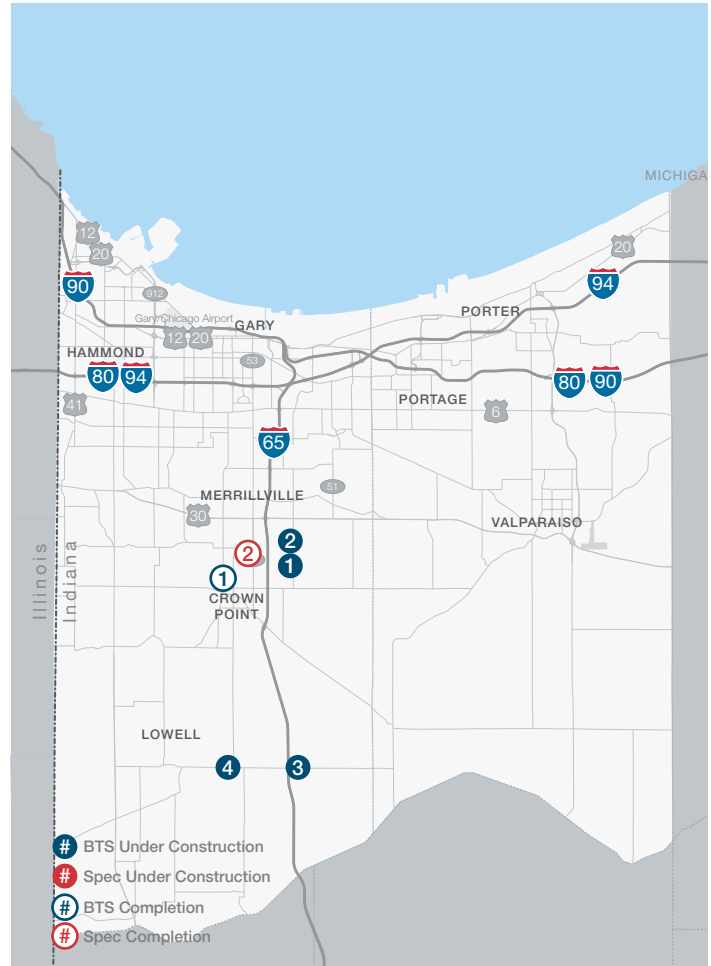 MICHIGA
12
20
20
90
94
912
Gary/Chicago Airport
GARY
PORTER
12 20
HAMMOND
53
80 94
80 90
PORTAGE
41
6
65
51
MERRILLVILLE
30
VALPARAISO
2
2
1
1
CROWN
POINT
Illinois
Indiana
LOWELL
4
3
# BTS Under Construction
# Spec Under Construction
# BTS Completion
# Spec Completion